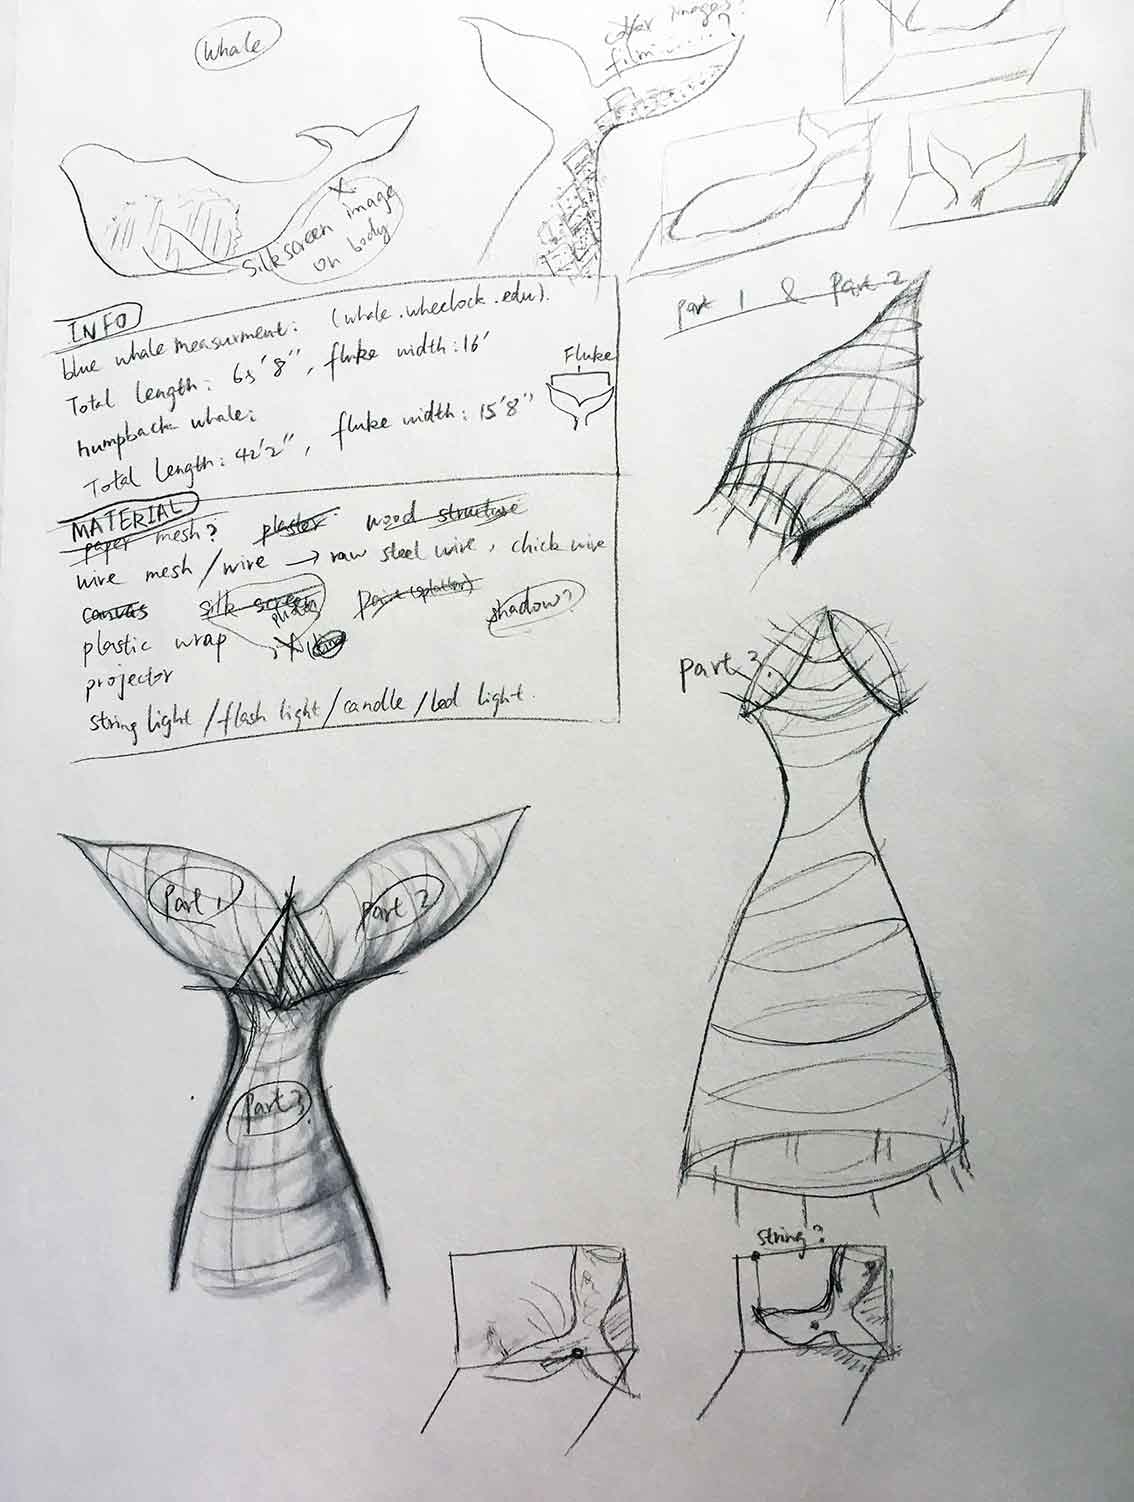 whale
other images?
film......?
silkscreen image
on body
part 1 & part 2
INFO
blue whale measurment: (whale.wheelock.edu).
Total length: 65'8", fluke width: 16'
Fluke
humpback whale:
Total length: 42'2", fluke width: 15'8"
MATERIAL
paper mesh? plaster wood structure
wire mesh/wire → raw steel wire, chick wire
canvas silk screen paint (splatter) shadow?
plastic wrap
projector
string light/flash light/candle/led light.
part 3.
part 1
part 2
part 3.
string?